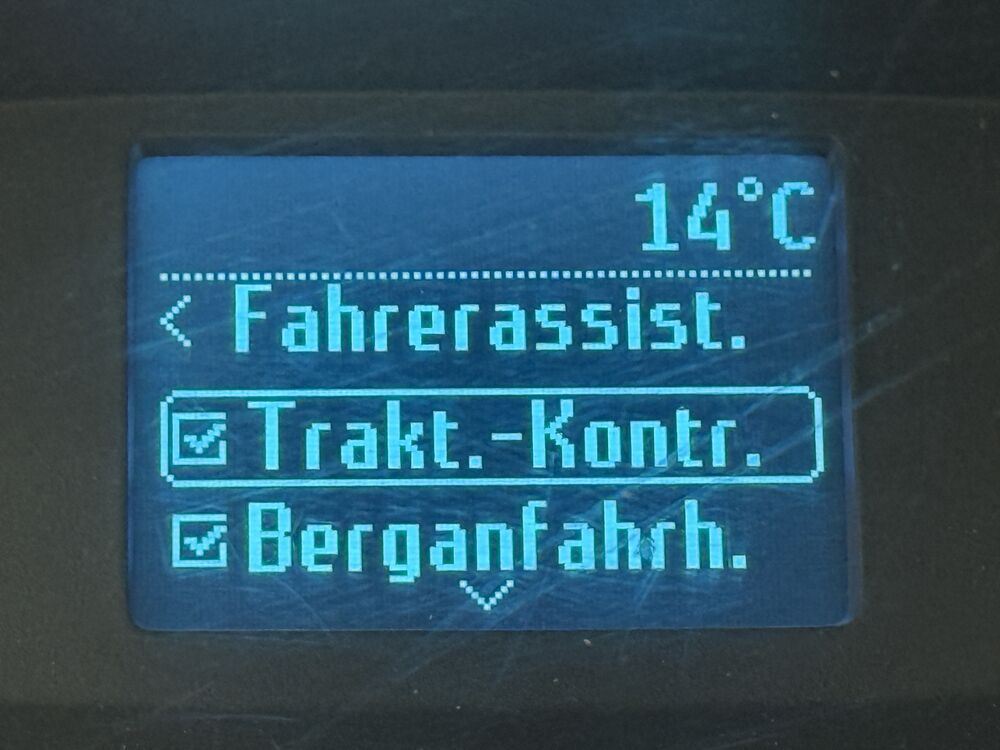 14°C
Fahrerassist.
Trakt.-Kontr.
Berganfahrh.